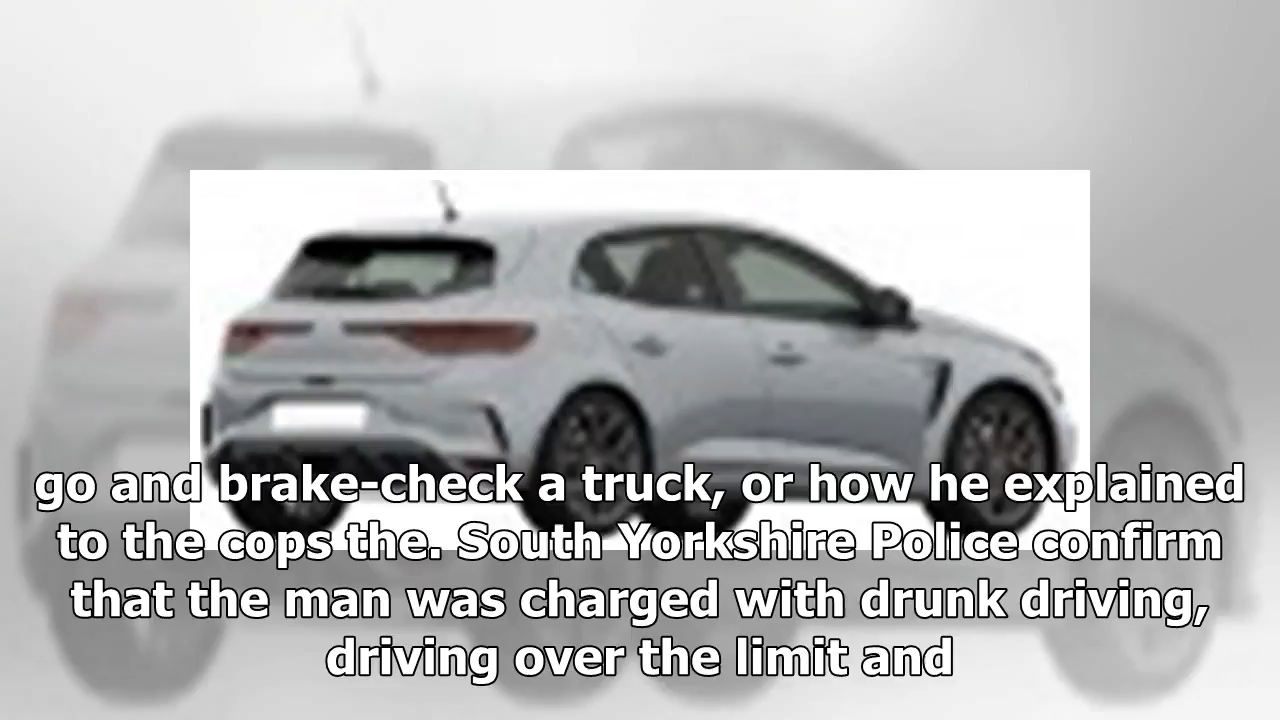 go and brake-check a truck, or how he explained
to the cops the. South Yorkshire Police confirm
that the man was charged with drunk driving,
driving over the limit and